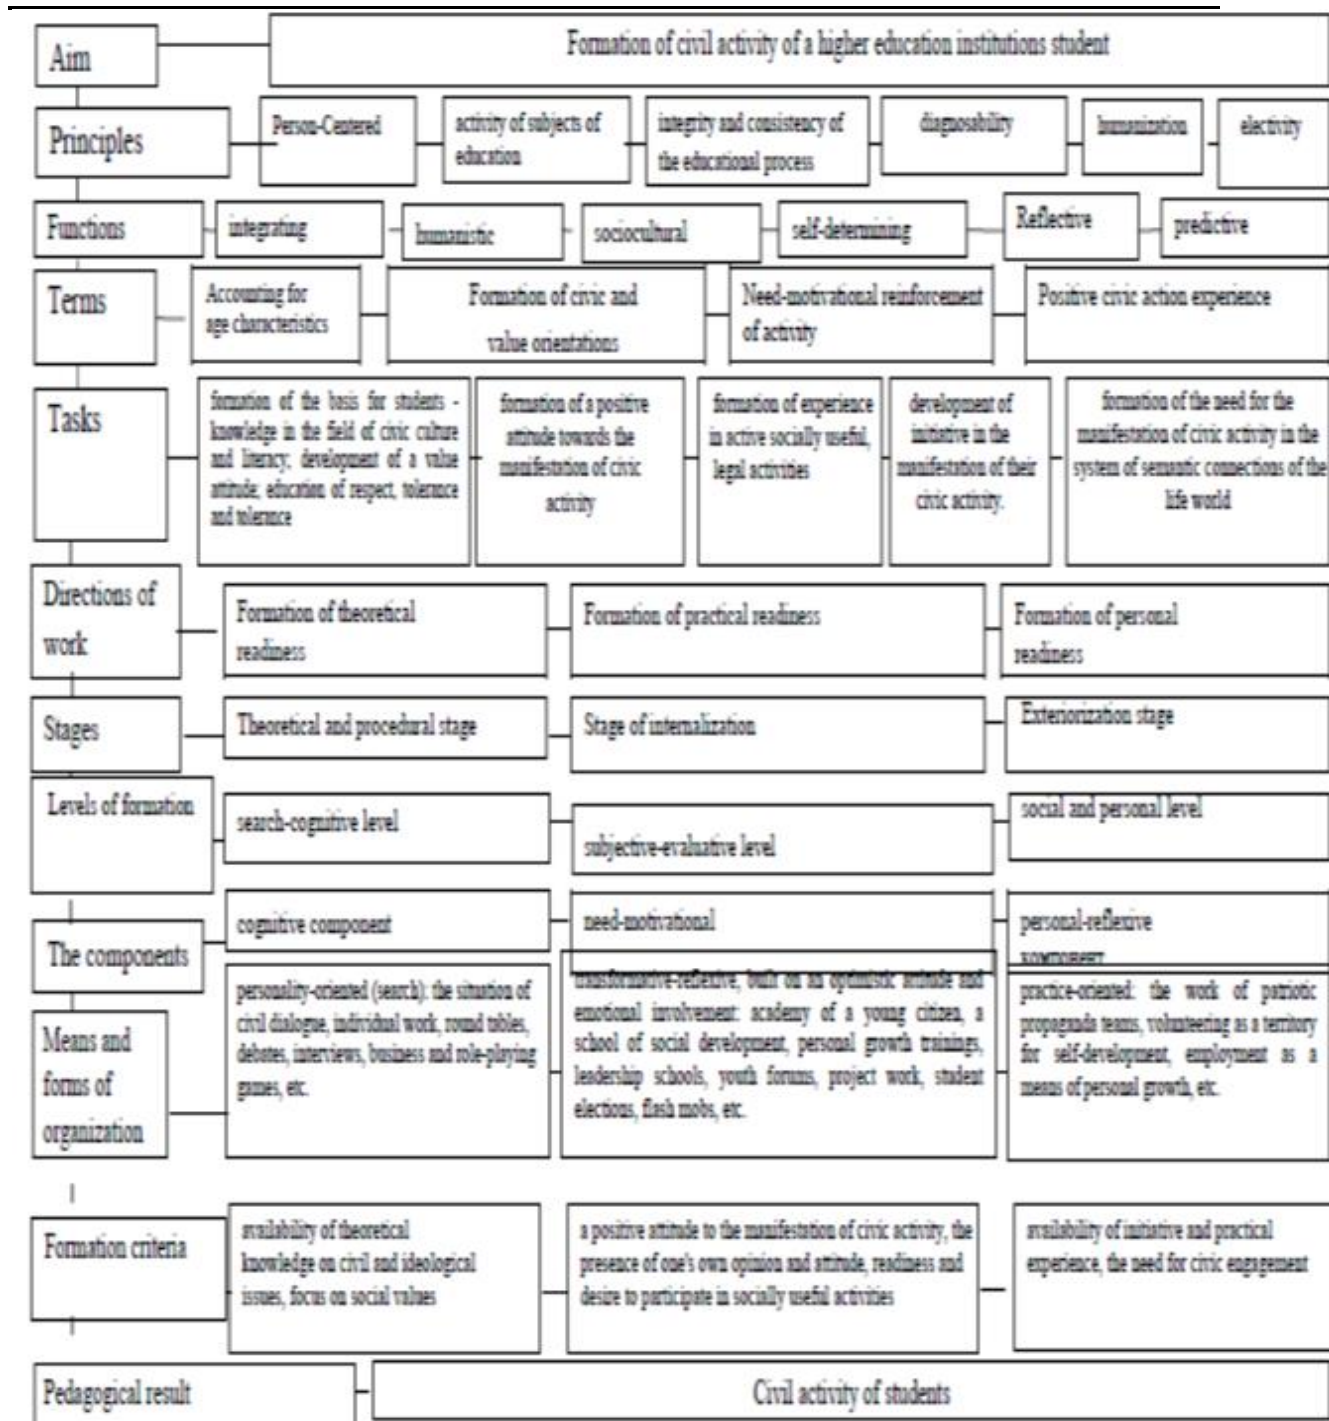 Aim
Formation of civil activity of a higher education institutions student
Principles
Person-Centered
activity of subjects of
education
integrity and consistency of
the educational process
diagnosability
humanization
electivity
Functions
integrating
humanistic
sociocultural
self-determining
Reflective
predictive
Terms
Accounting for
age characteristics
Formation of civic and
value orientations
Need-motivational reinforcement
of activity
Positive civic action experience
Tasks
formation of the basis for students -
knowledge in the field of civic culture
and literacy; development of a value
attitude; education of respect, tolerance
and tolerance
formation of a positive
attitude towards the
manifestation of civic
activity
formation of experience
in active socially useful,
legal activities
development of
initiative in the
manifestation of their
civic activity.
formation of the need for the
manifestation of civic activity in the
system of semantic connections of the
life world
Directions of
work
Formation of theoretical
readiness
Formation of practical readiness
Formation of personal
readiness
Stages
Theoretical and procedural stage
Stage of internalization
Exteriorization stage
Levels of formation
search-cognitive level
subjective-evaluative level
social and personal level
The components
cognitive component
need-motivational
personal-reflexive
компонент
Means and
forms of
organization
personality-oriented (search): the situation of
civil dialogue, individual work, round tables,
debates, interviews, business and role-playing
games, etc.
transformative-reflexive, built on an optimistic attitude and
emotional involvement: academy of a young citizen, a
school of social development, personal growth trainings,
leadership schools, youth forums, project work, student
elections, flash mobs, etc.
practice-oriented: the work of patriotic
propaganda teams, volunteering as a territory
for self-development, employment as a
means of personal growth, etc.
Formation criteria
availability of theoretical
knowledge on civil and ideological
issues, focus on social values
a positive attitude to the manifestation of civic activity, the
presence of one's own opinion and attitude, readiness and
desire to participate in socially useful activities
availability of initiative and practical
experience, the need for civic engagement
Pedagogical result
Civil activity of students